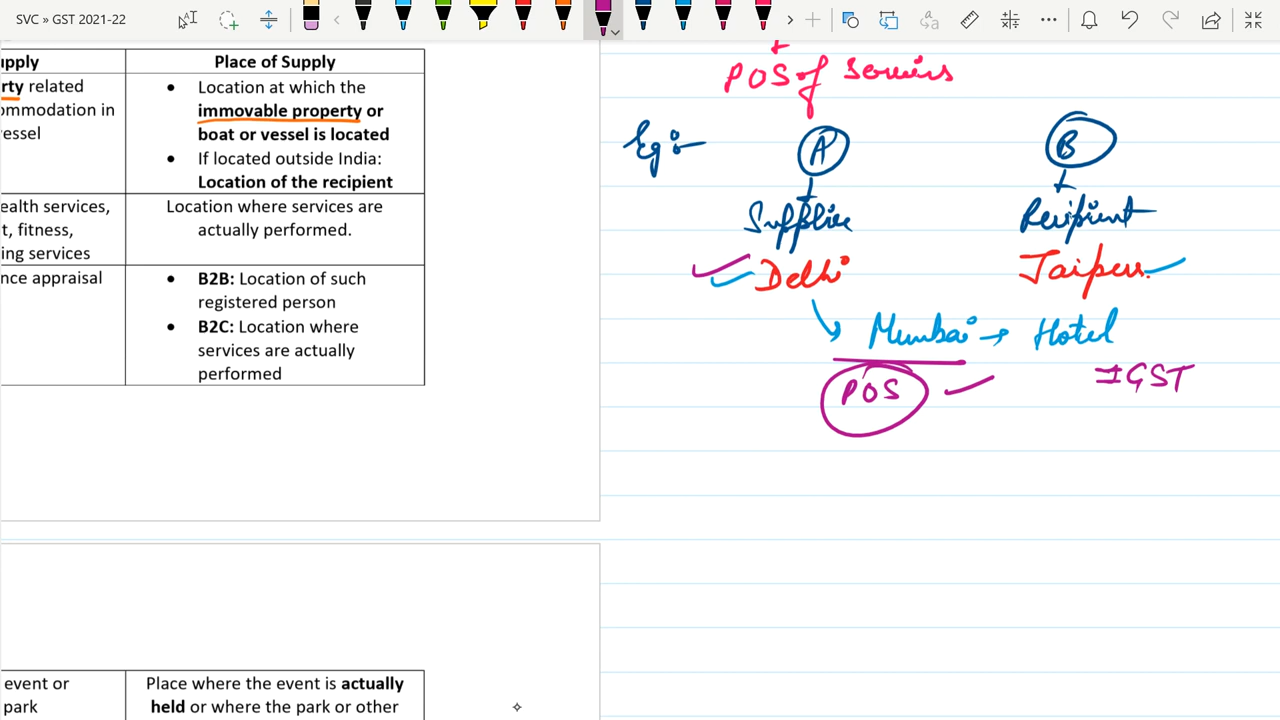 SVC » GST 2021-22
upply
Place of Supply
rty related
ommodation in
essel
• Location at which the
immovable property or
boat or vessel is located
• If located outside India:
Location of the recipient
ealth services,
t, fitness,
ing services
Location where services are
actually performed.
nce appraisal
• B2B: Location of such
registered person
• B2C: Location where
services are actually
performed
event or
park
Place where the event is actually
held or where the park or other
POS of Services
Eg:-
A
B
Supplier
Recipient
Delhi
Jaipur
Mumbai → Hotel
POS
IGST